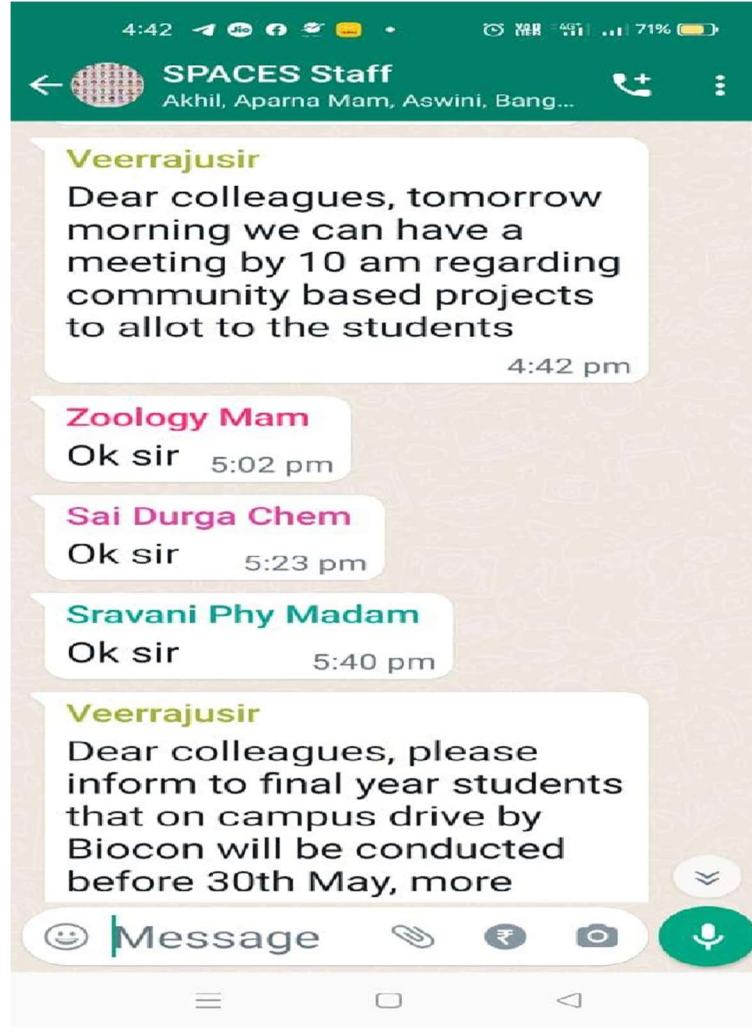 4:42 Jio 71%
SPACES Staff
Akhil, Aparna Mam, Aswini, Bang...
Veerrajusir
Dear colleagues, tomorrow
morning we can have a
meeting by 10 am regarding
community based projects
to allot to the students
4:42 pm
Zoology Mam
Ok sir 5:02 pm
Sai Durga Chem
Ok sir 5:23 pm
Sravani Phy Madam
Ok sir 5:40 pm
Veerrajusir
Dear colleagues, please
inform to final year students
that on campus drive by
Biocon will be conducted
before 30th May, more
Message